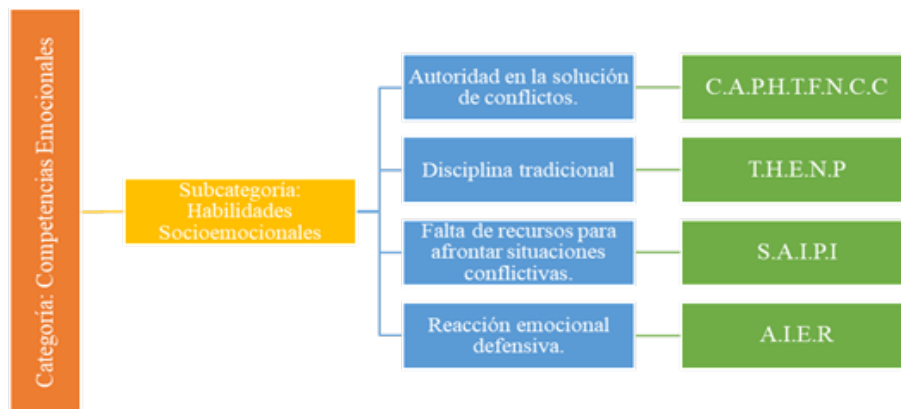 Categoría: Competencias Emocionales
Subcategoría:
Habilidades
Socioemocionales
Autoridad en la solución
de conflictos.
C.A.P.H.T.F.N.C.C
Disciplina tradicional
T.H.E.N.P
Falta de recursos para
afrontar situaciones
conflictivas.
S.A.I.P.I
Reacción emocional
defensiva.
A.I.E.R